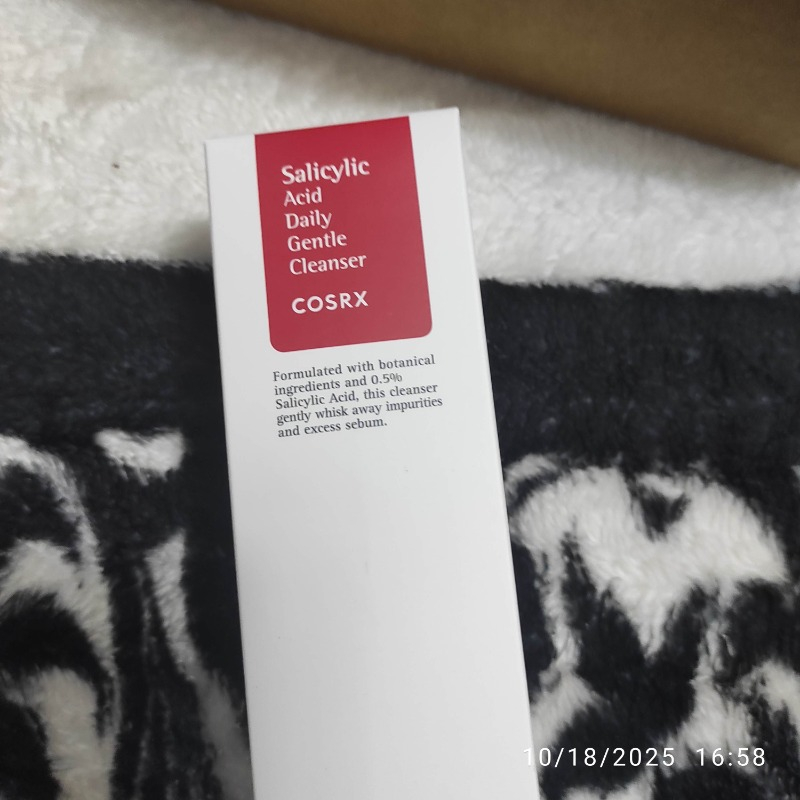 Salicylic
Acid
Daily
Gentle
Cleanser
COSRX
Formulated with botanical
ingredients and 0.5%
Salicylic Acid, this cleanser
gently whisk away impurities
and excess sebum.
10/18/2025 16:58